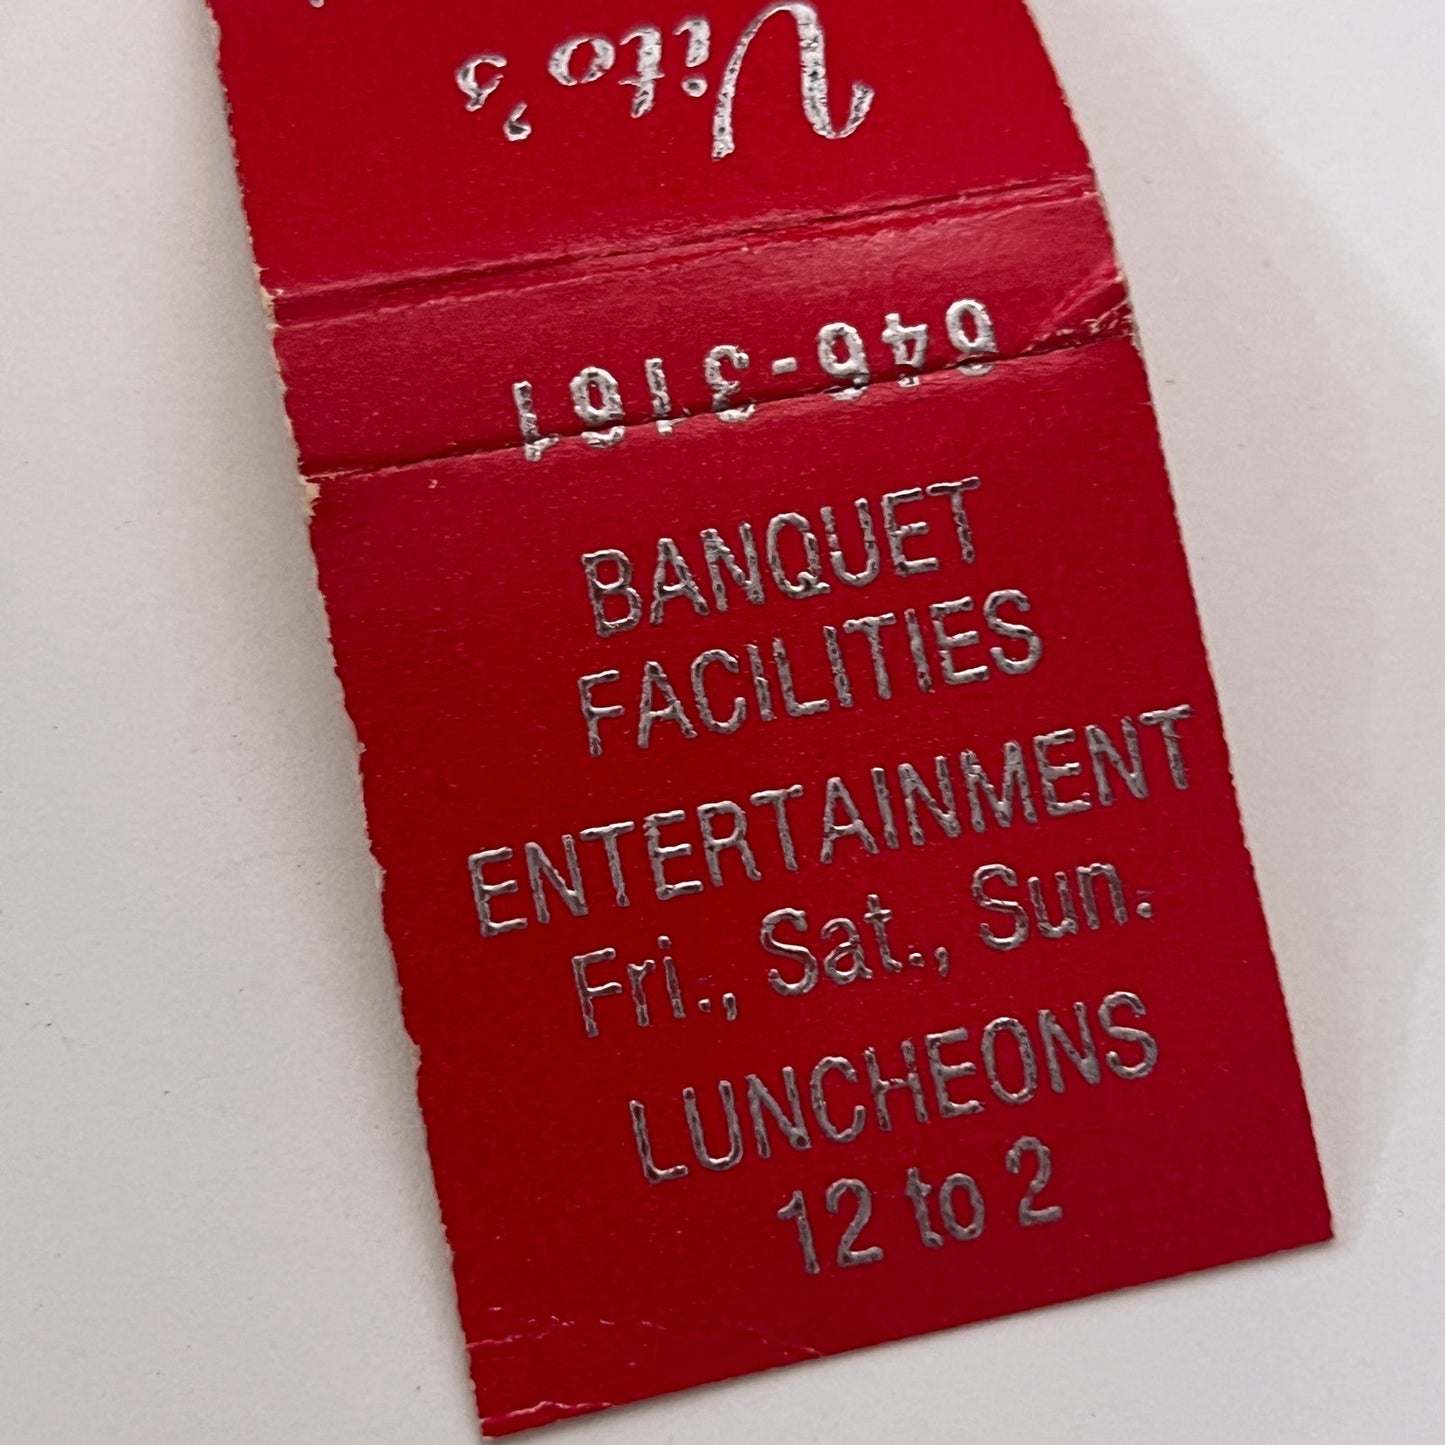 Vito's
646-3161
BANQUET
FACILITIES
ENTERTAINMENT
Fri., Sat., Sun.
LUNCHEONS
12 to 2